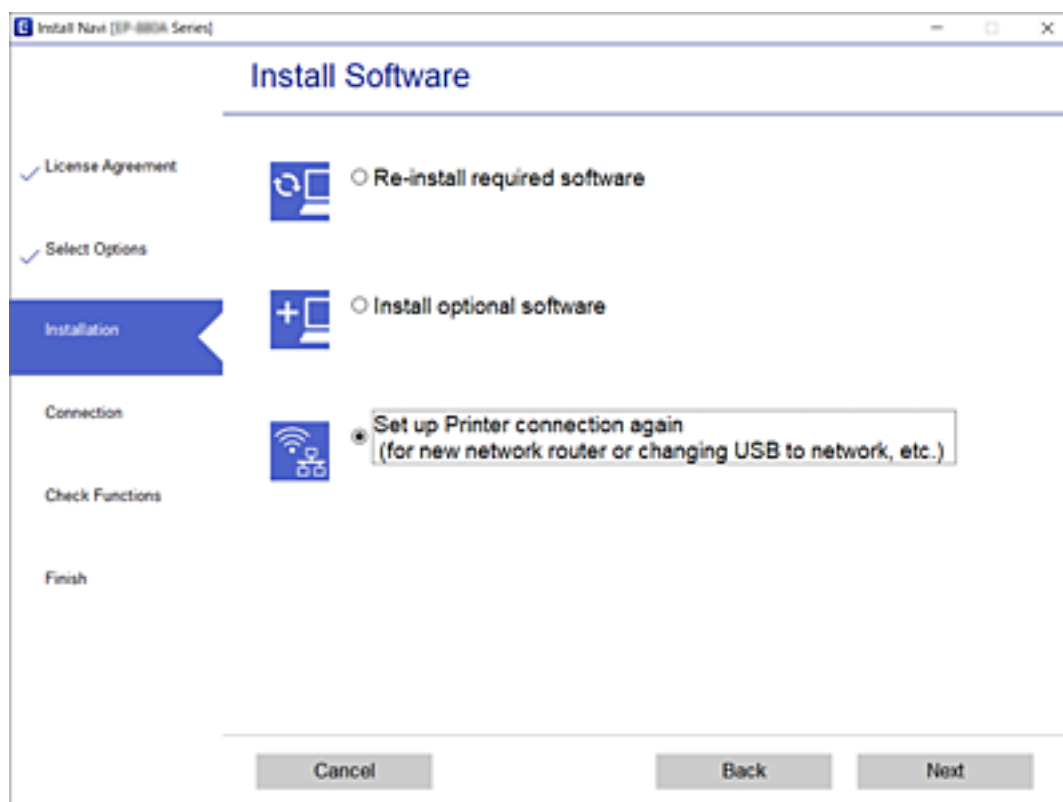 Install Navi [EP-880A Series]
Install Software
License Agreement
Select Options
Installation
Connection
Check Functions
Finish
Re-install required software
Install optional software
Set up Printer connection again
(for new network router or changing USB to network, etc.)
Cancel
Back
Next